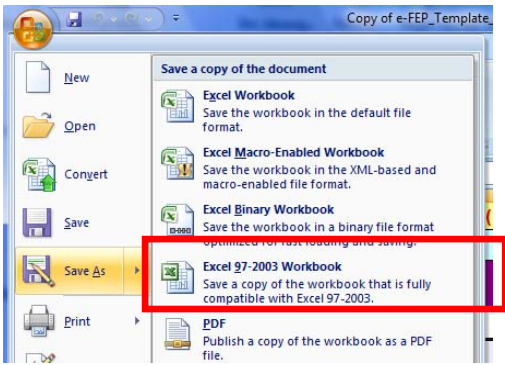 Copy of e-FEP_Template_
New
Save a copy of the document
Excel Workbook
Save the workbook in the default file
format.
Open
Excel Macro-Enabled Workbook
Save the workbook in the XML-based and
macro-enabled file format.
Convert
Excel Binary Workbook
Save the workbook in a binary file format
optimized for fast loading and saving.
Save
Excel 97-2003 Workbook
Save a copy of the workbook that is fully
compatible with Excel 97-2003.
Save As
PDF
Publish a copy of the workbook as a PDF
file.
Print